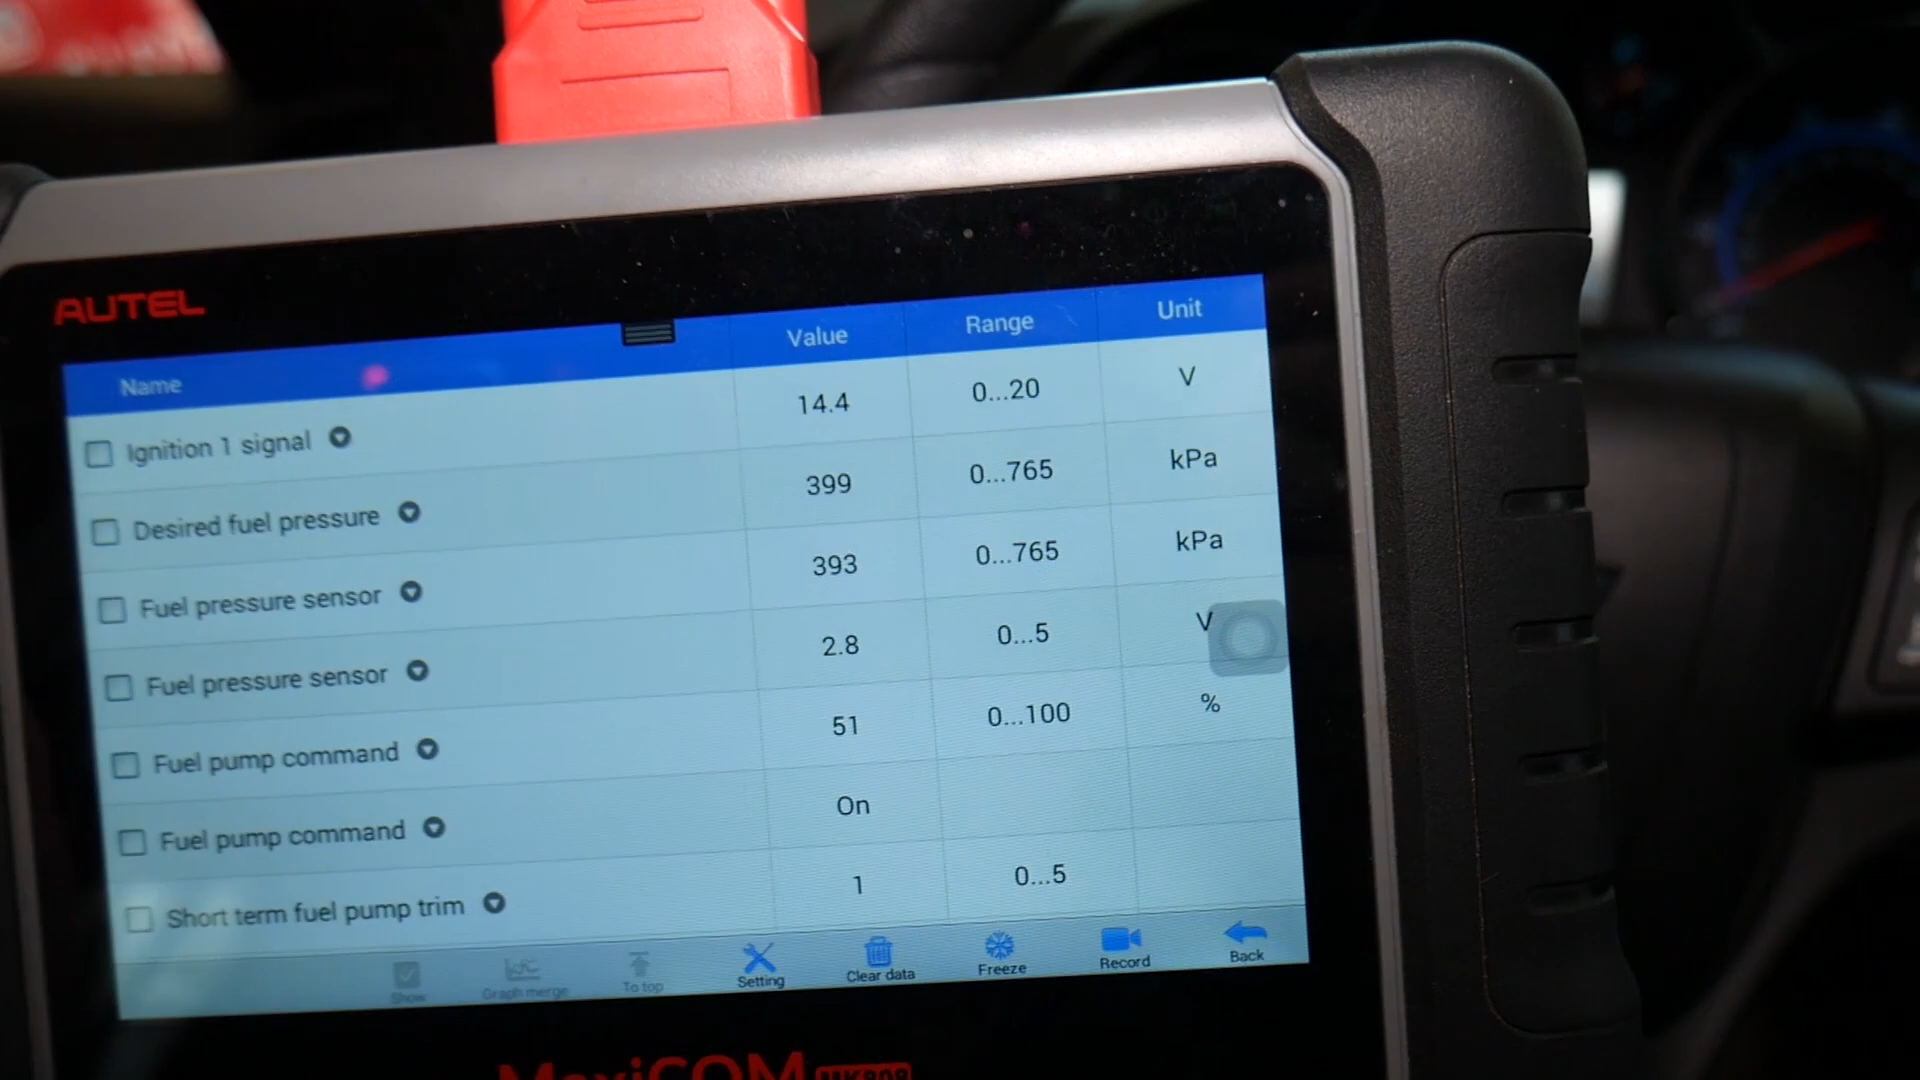 AUTEL
Name Value Range Unit
Ignition 1 signal 14.4 0...20 V
Desired fuel pressure 399 0...765 kPa
Fuel pressure sensor 393 0...765 kPa
Fuel pressure sensor 2.8 0...5 V
Fuel pump command 51 0...100 %
Fuel pump command On
Short term fuel pump trim 1 0...5
Show Graph merge To top Setting Clear data Freeze Record Back
MaxiCOM MK808